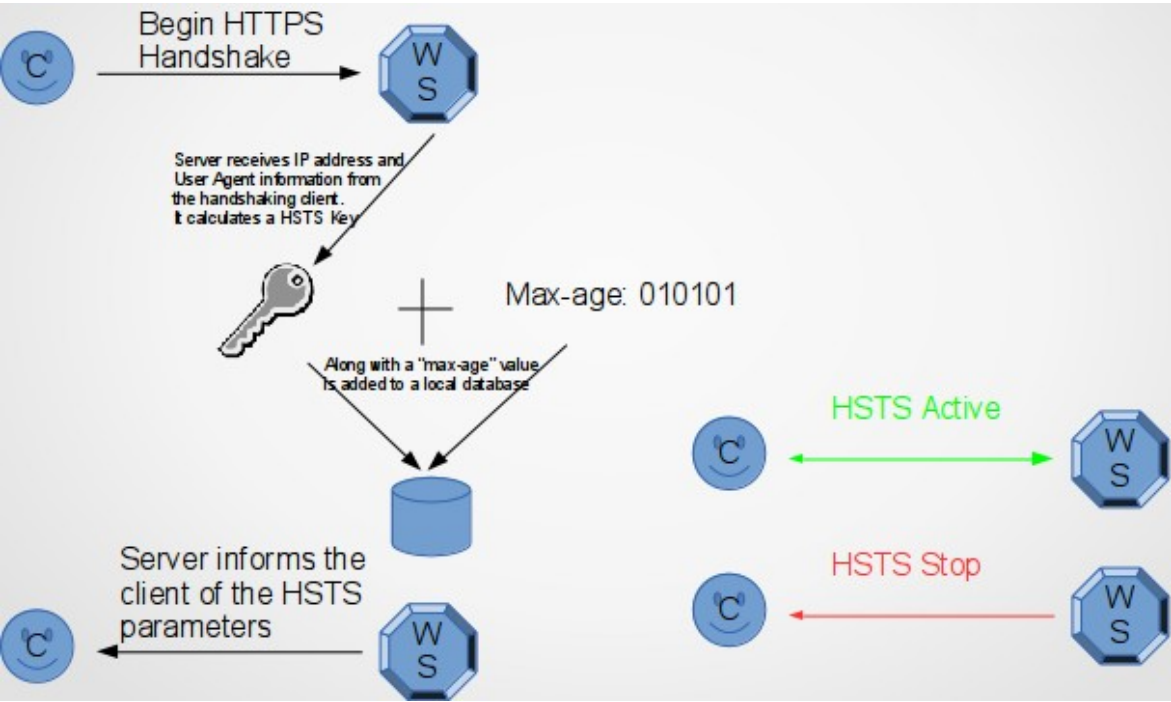 Begin HTTPS
Handshake
C
W
S
Server receives IP address and
User Agent information from
the handshaking client.
It calculates a HSTS Key
Max-age: 010101
Along with a "max-age" value
is added to a local database
HSTS Active
C
W
S
Server informs the
client of the HSTS
parameters
C
W
S
HSTS Stop
C
W
S